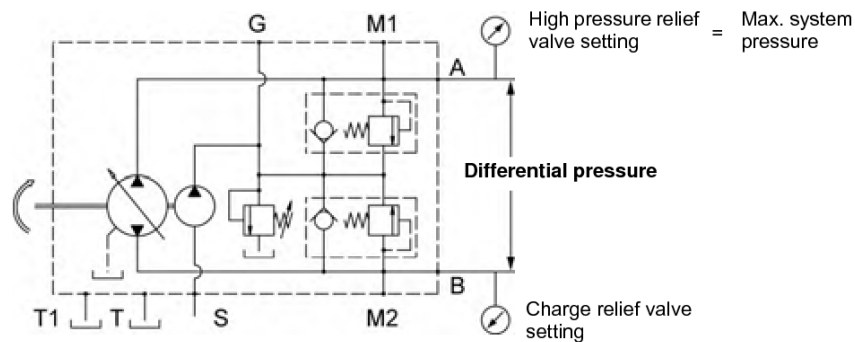 G
M1
High pressure relief
valve setting
=
Max. system
pressure
A
Differential pressure
B
T1
T
S
M2
Charge relief valve
setting